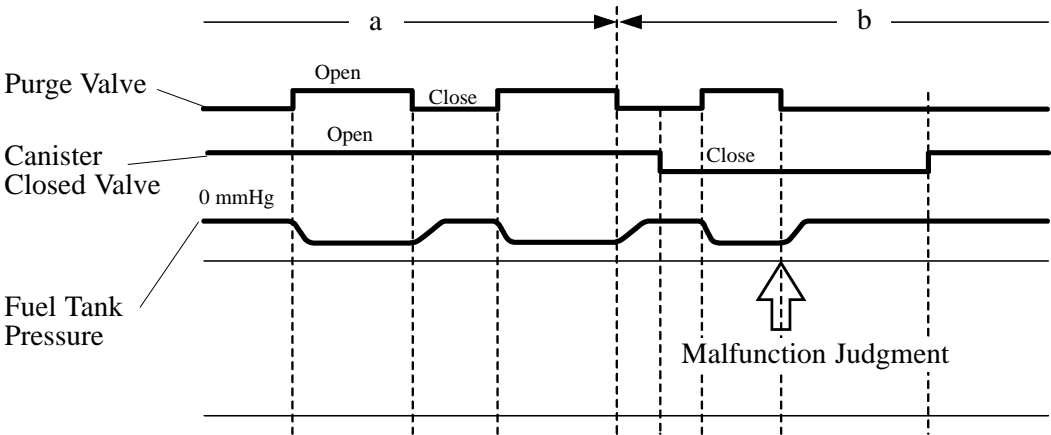 a
b
Open
Purge Valve
Close
Open
Canister
Closed Valve
Close
0 mmHg
Fuel Tank
Pressure
Malfunction Judgment